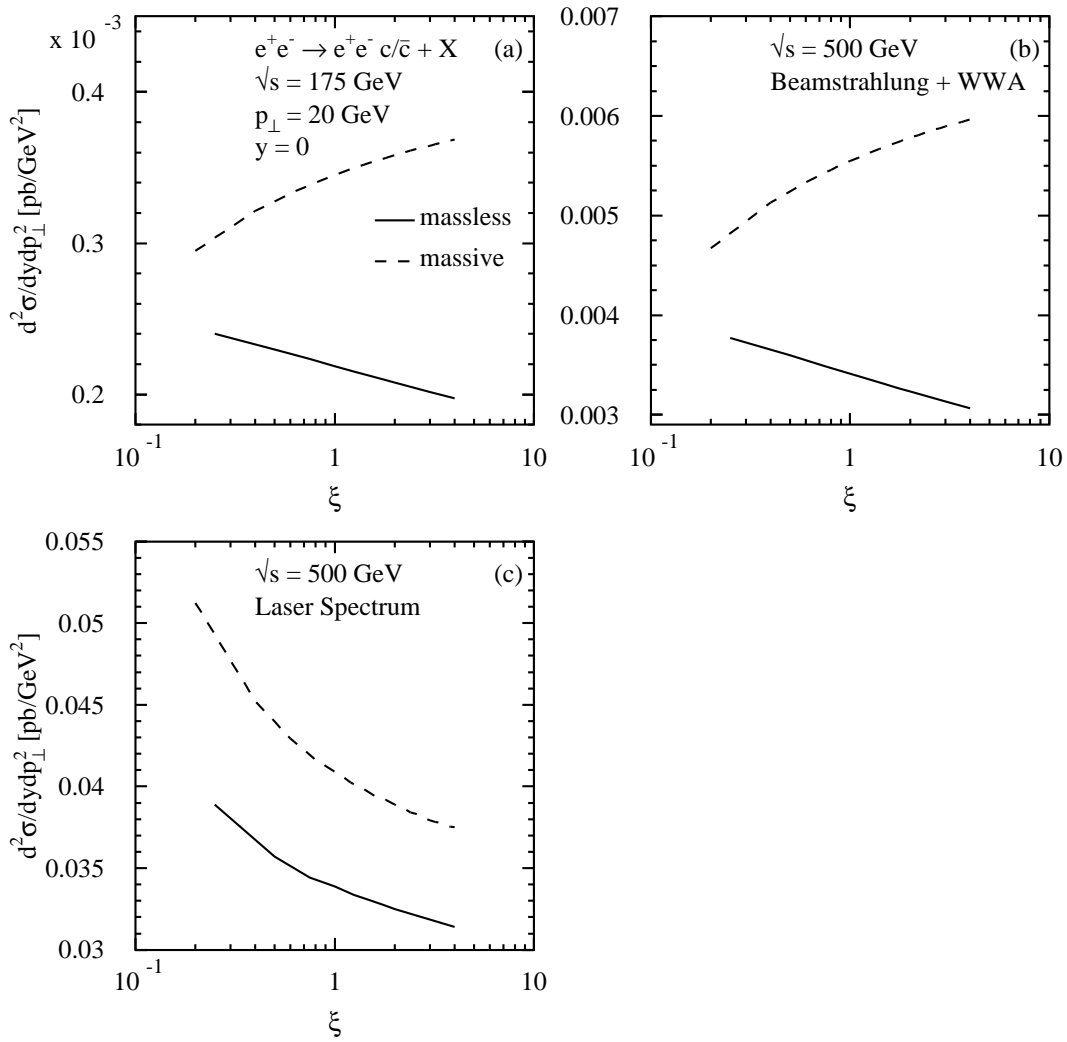 x 10⁻³
e⁺e⁻ → e⁺e⁻ c/c̄ + X (a)
√s = 175 GeV
p⊥ = 20 GeV
y = 0
massless
massive
0.4
0.3
0.2
d²σ/dydp⊥² [pb/GeV²]
10⁻¹ 1 10
ξ
√s = 500 GeV (b)
Beamstrahlung + WWA
0.007
0.006
0.005
0.004
0.003
10⁻¹ 1 10
ξ
√s = 500 GeV (c)
Laser Spectrum
0.055
0.05
0.045
0.04
0.035
0.03
d²σ/dydp⊥² [pb/GeV²]
10⁻¹ 1 10
ξ